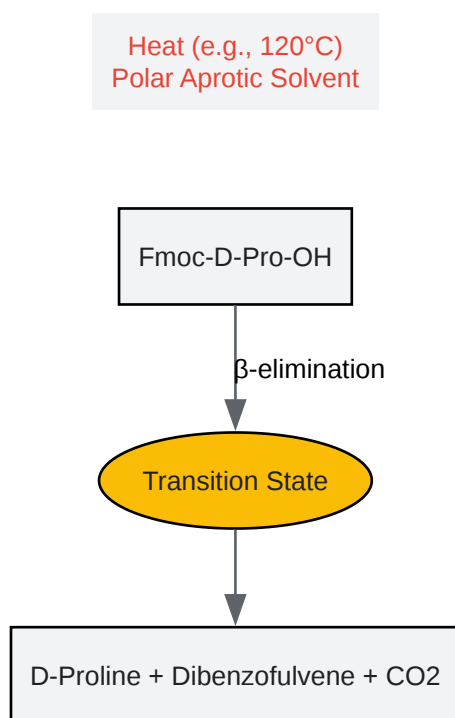 Heat (e.g., 120°C)
Polar Aprotic Solvent
Fmoc-D-Pro-OH
β-elimination
Transition State
D-Proline + Dibenzofulvene + CO2